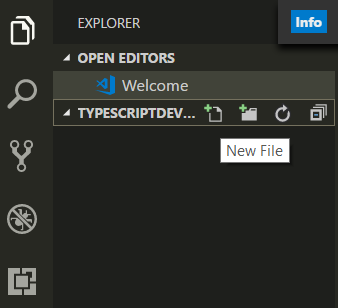 EXPLORER
Info
OPEN EDITORS
Welcome
TYPESCRIPTDEV...
New File